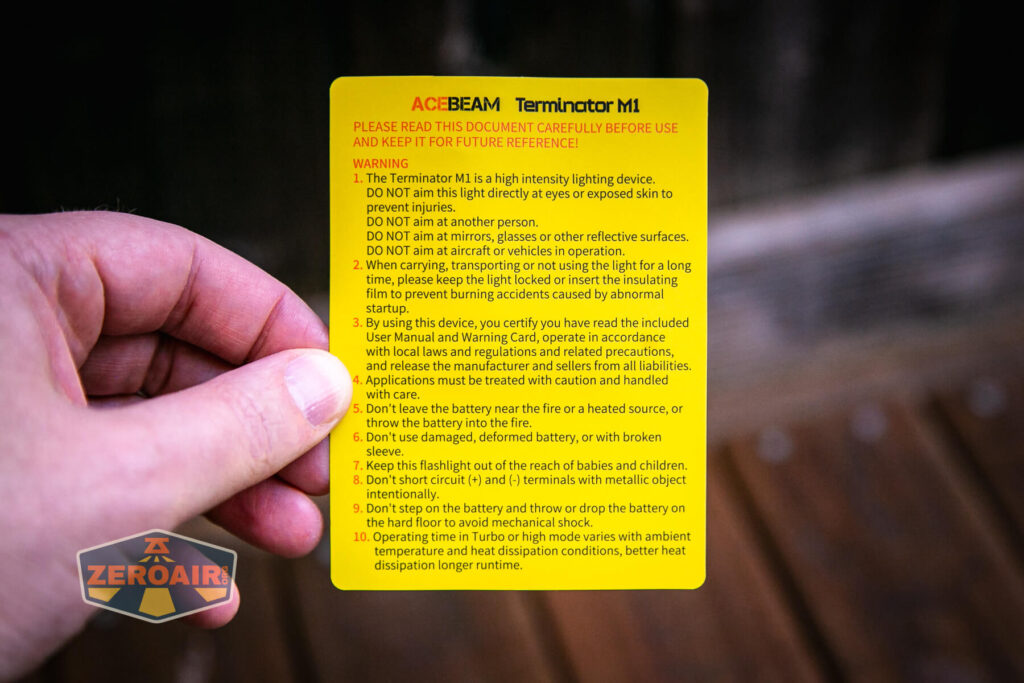 ACEBEAM Terminator M1
PLEASE READ THIS DOCUMENT CAREFULLY BEFORE USE
AND KEEP IT FOR FUTURE REFERENCE!
WARNING
1. The Terminator M1 is a high intensity lighting device.
DO NOT aim this light directly at eyes or exposed skin to
prevent injuries.
DO NOT aim at another person.
DO NOT aim at mirrors, glasses or other reflective surfaces.
DO NOT aim at aircraft or vehicles in operation.
2. When carrying, transporting or not using the light for a long
time, please keep the light locked or insert the insulating
film to prevent burning accidents caused by abnormal
startup.
3. By using this device, you certify you have read the included
User Manual and Warning Card, operate in accordance
with local laws and regulations and related precautions,
and release the manufacturer and sellers from all liabilities.
4. Applications must be treated with caution and handled
with care.
5. Don't leave the battery near the fire or a heated source, or
throw the battery into the fire.
6. Don't use damaged, deformed battery, or with broken
sleeve.
7. Keep this flashlight out of the reach of babies and children.
8. Don't short circuit (+) and (-) terminals with metallic object
intentionally.
9. Don't step on the battery and throw or drop the battery on
the hard floor to avoid mechanical shock.
10. Operating time in Turbo or high mode varies with ambient
temperature and heat dissipation conditions, better heat
dissipation longer runtime.
ZEROAIR.ORG